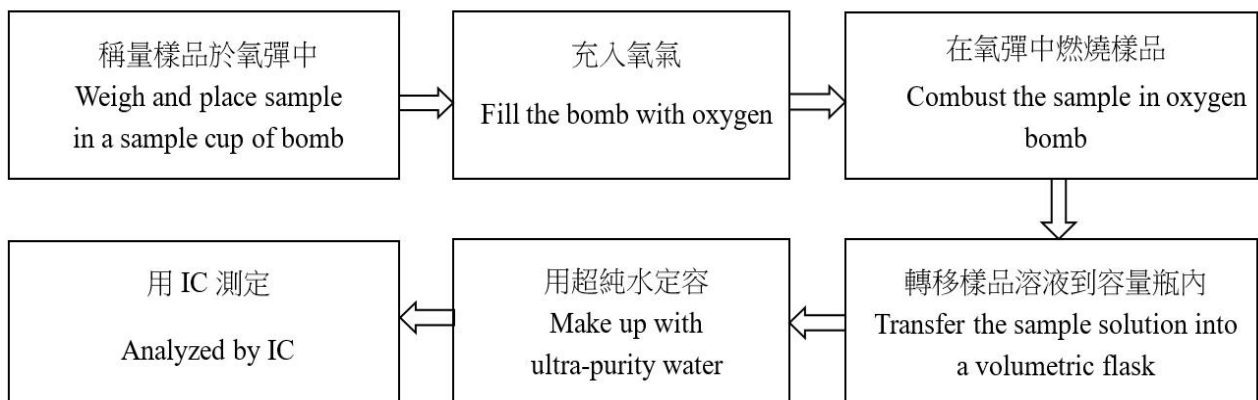 稱量樣品於氧彈中
Weigh and place sample
in a sample cup of bomb
充入氧氣
Fill the bomb with oxygen
在氧彈中燃燒樣品
Combust the sample in oxygen
bomb
轉移樣品溶液到容量瓶內
Transfer the sample solution into
a volumetric flask
用超純水定容
Make up with
ultra-purity water
用 IC 測定
Analyzed by IC